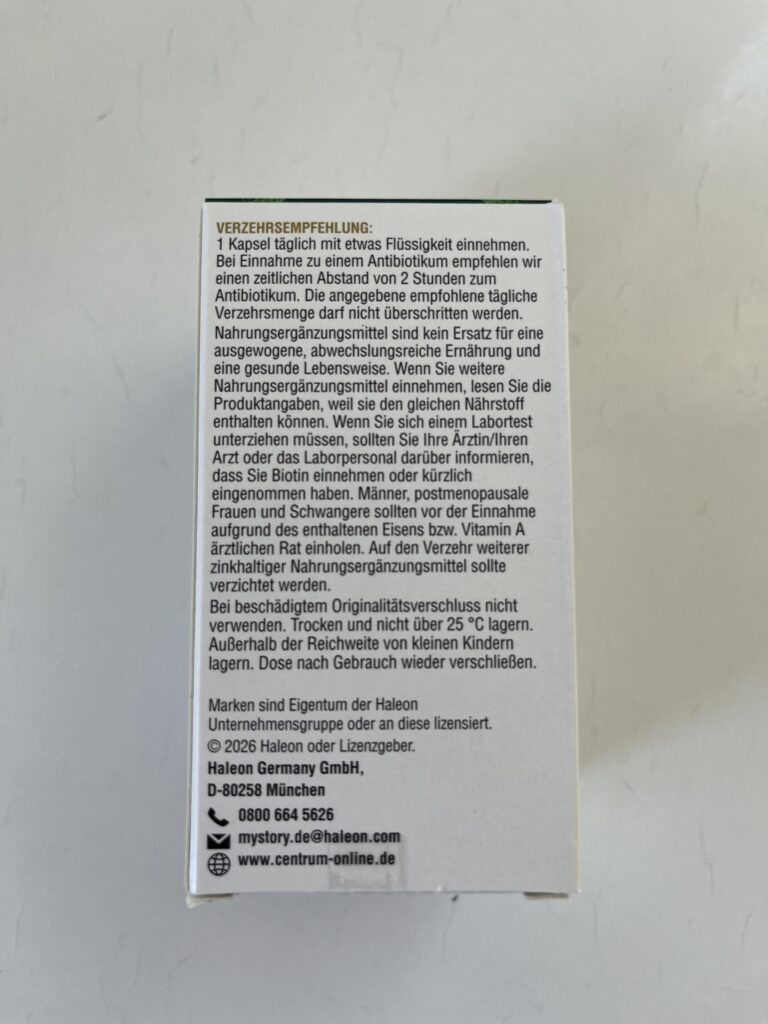 VERZEHRSEMPFEHLUNG:
1 Kapsel täglich mit etwas Flüssigkeit einnehmen.
Bei Einnahme zu einem Antibiotikum empfehlen wir
einen zeitlichen Abstand von 2 Stunden zum
Antibiotikum. Die angegebene empfohlene tägliche
Verzehrsmenge darf nicht überschritten werden.
Nahrungsergänzungsmittel sind kein Ersatz für eine
ausgewogene, abwechslungsreiche Ernährung und
eine gesunde Lebensweise. Wenn Sie weitere
Nahrungsergänzungsmittel einnehmen, lesen Sie die
Produktangaben, weil sie den gleichen Nährstoff
enthalten können. Wenn Sie sich einem Labortest
unterziehen müssen, sollten Sie Ihre Ärztin/Ihren
Arzt oder das Laborpersonal darüber informieren,
dass Sie Biotin einnehmen oder kürzlich
eingenommen haben. Männer, postmenopausale
Frauen und Schwangere sollten vor der Einnahme
aufgrund des enthaltenen Eisens bzw. Vitamin A
ärztlichen Rat einholen. Auf den Verzehr weiterer
zinkhaltiger Nahrungsergänzungsmittel sollte
verzichtet werden.
Bei beschädigtem Originalitätsverschluss nicht
verwenden. Trocken und nicht über 25 °C lagern.
Außerhalb der Reichweite von kleinen Kindern
lagern. Dose nach Gebrauch wieder verschließen.
Marken sind Eigentum der Haleon
Unternehmensgruppe oder an diese lizensiert.
© 2026 Haleon oder Lizenzgeber.
Haleon Germany GmbH,
D-80258 München
0800 664 5626
mystory.de@haleon.com
www.centrum-online.de